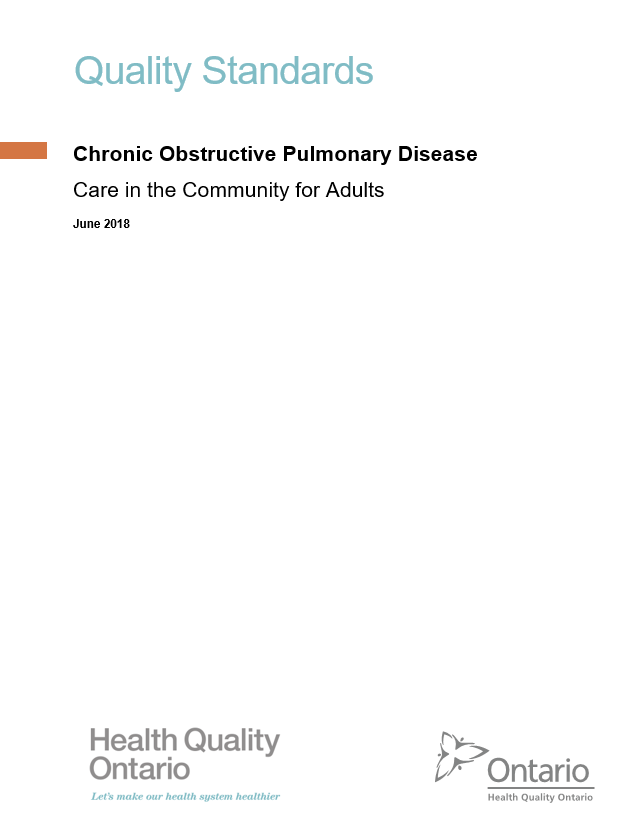 Quality Standards
Chronic Obstructive Pulmonary Disease
Care in the Community for Adults
June 2018
Health Quality
Ontario
Let's make our health system healthier
Ontario
Health Quality Ontario